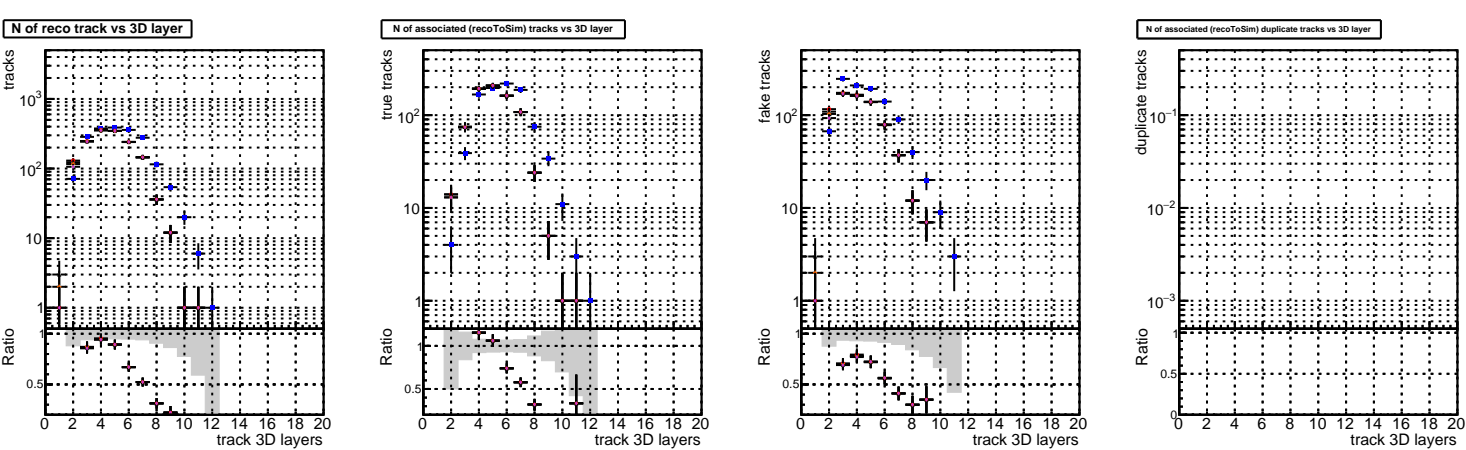 N of reco track vs 3D layer
tracks
10³
10²
10
1
Ratio
1
0.5
0 2 4 6 8 10 12 14 16 18 20
track 3D layers
N of associated (recoToSim) tracks vs 3D layer
true tracks
10²
10
1
Ratio
1
0.5
0 2 4 6 8 10 12 14 16 18 20
track 3D layers
fake tracks
10²
10
1
Ratio
1
0.5
0 2 4 6 8 10 12 14 16 18 20
track 3D layers
N of associated (recoToSim) duplicate tracks vs 3D layer
duplicate tracks
10⁻¹
10⁻²
10⁻³
Ratio
1
0.5
0
0 2 4 6 8 10 12 14 16 18 20
track 3D layers